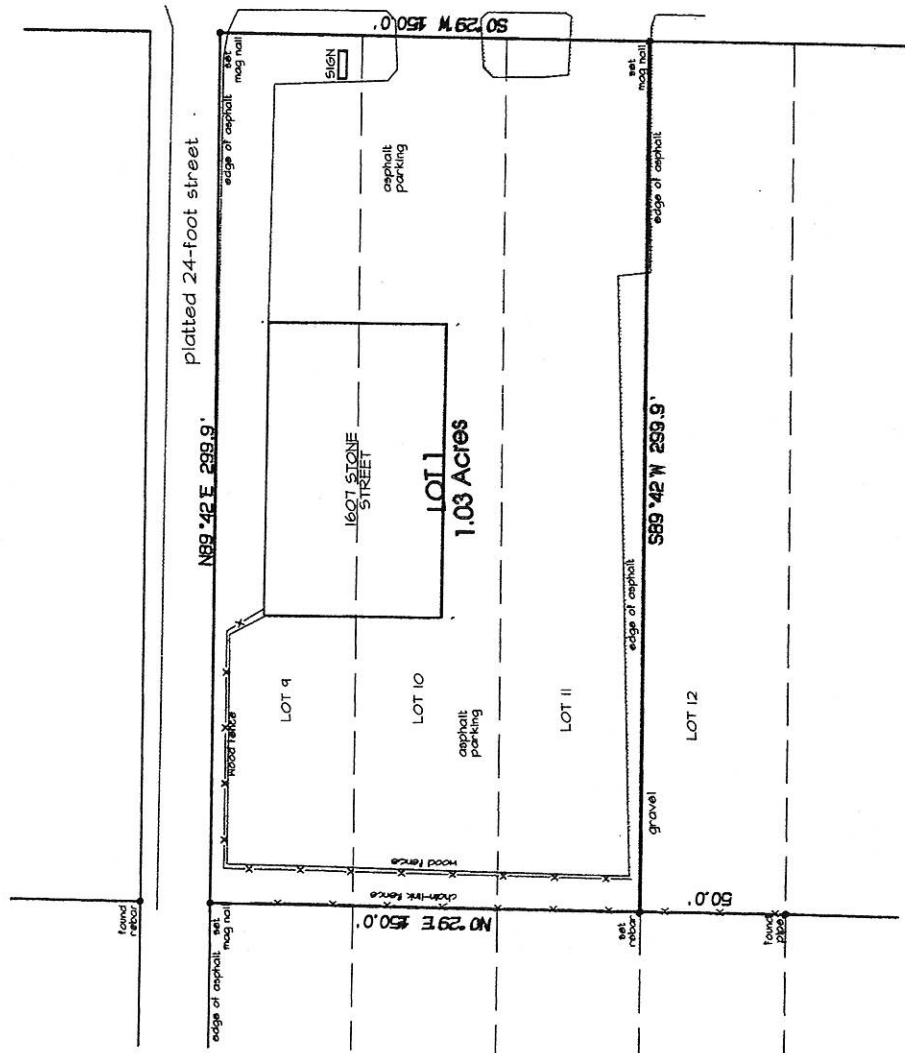 S0°29'W 150.0'
set
mag nail
SIGN
set
mag nail
edge of asphalt
platted 24-foot street
asphalt
parking
edge of asphalt
N89°42'E 299.9'
1607 STONE
STREET
LOT 1
1.03 Acres
S89°42'W 299.9'
edge of asphalt
wood fence
LOT 9
LOT 10
asphalt
parking
LOT 11
LOT 12
gravel
wood fence
chain-link fence
found
rebar
set
mag nail
N0°29'E 150.0'
set
rebar
50.0'
found
pipe
edge of asphalt